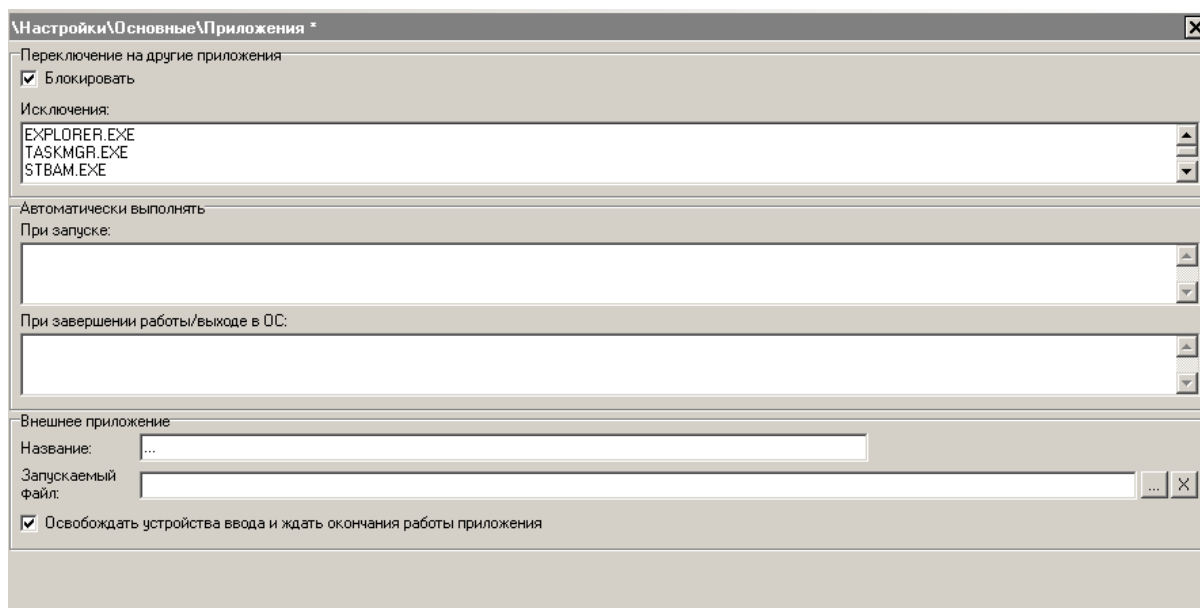 \Настройки\Основные\Приложения *
Переключение на другие приложения
Блокировать
Исключения:
EXPLORER.EXE
TASKMGR.EXE
STBAM.EXE
Автоматически выполнять
При запуске:
При завершении работы/выходе в ОС:
Внешнее приложение
Название:
...
Запускаемый
файл:
... X
Освобождать устройства ввода и ждать окончания работы приложения